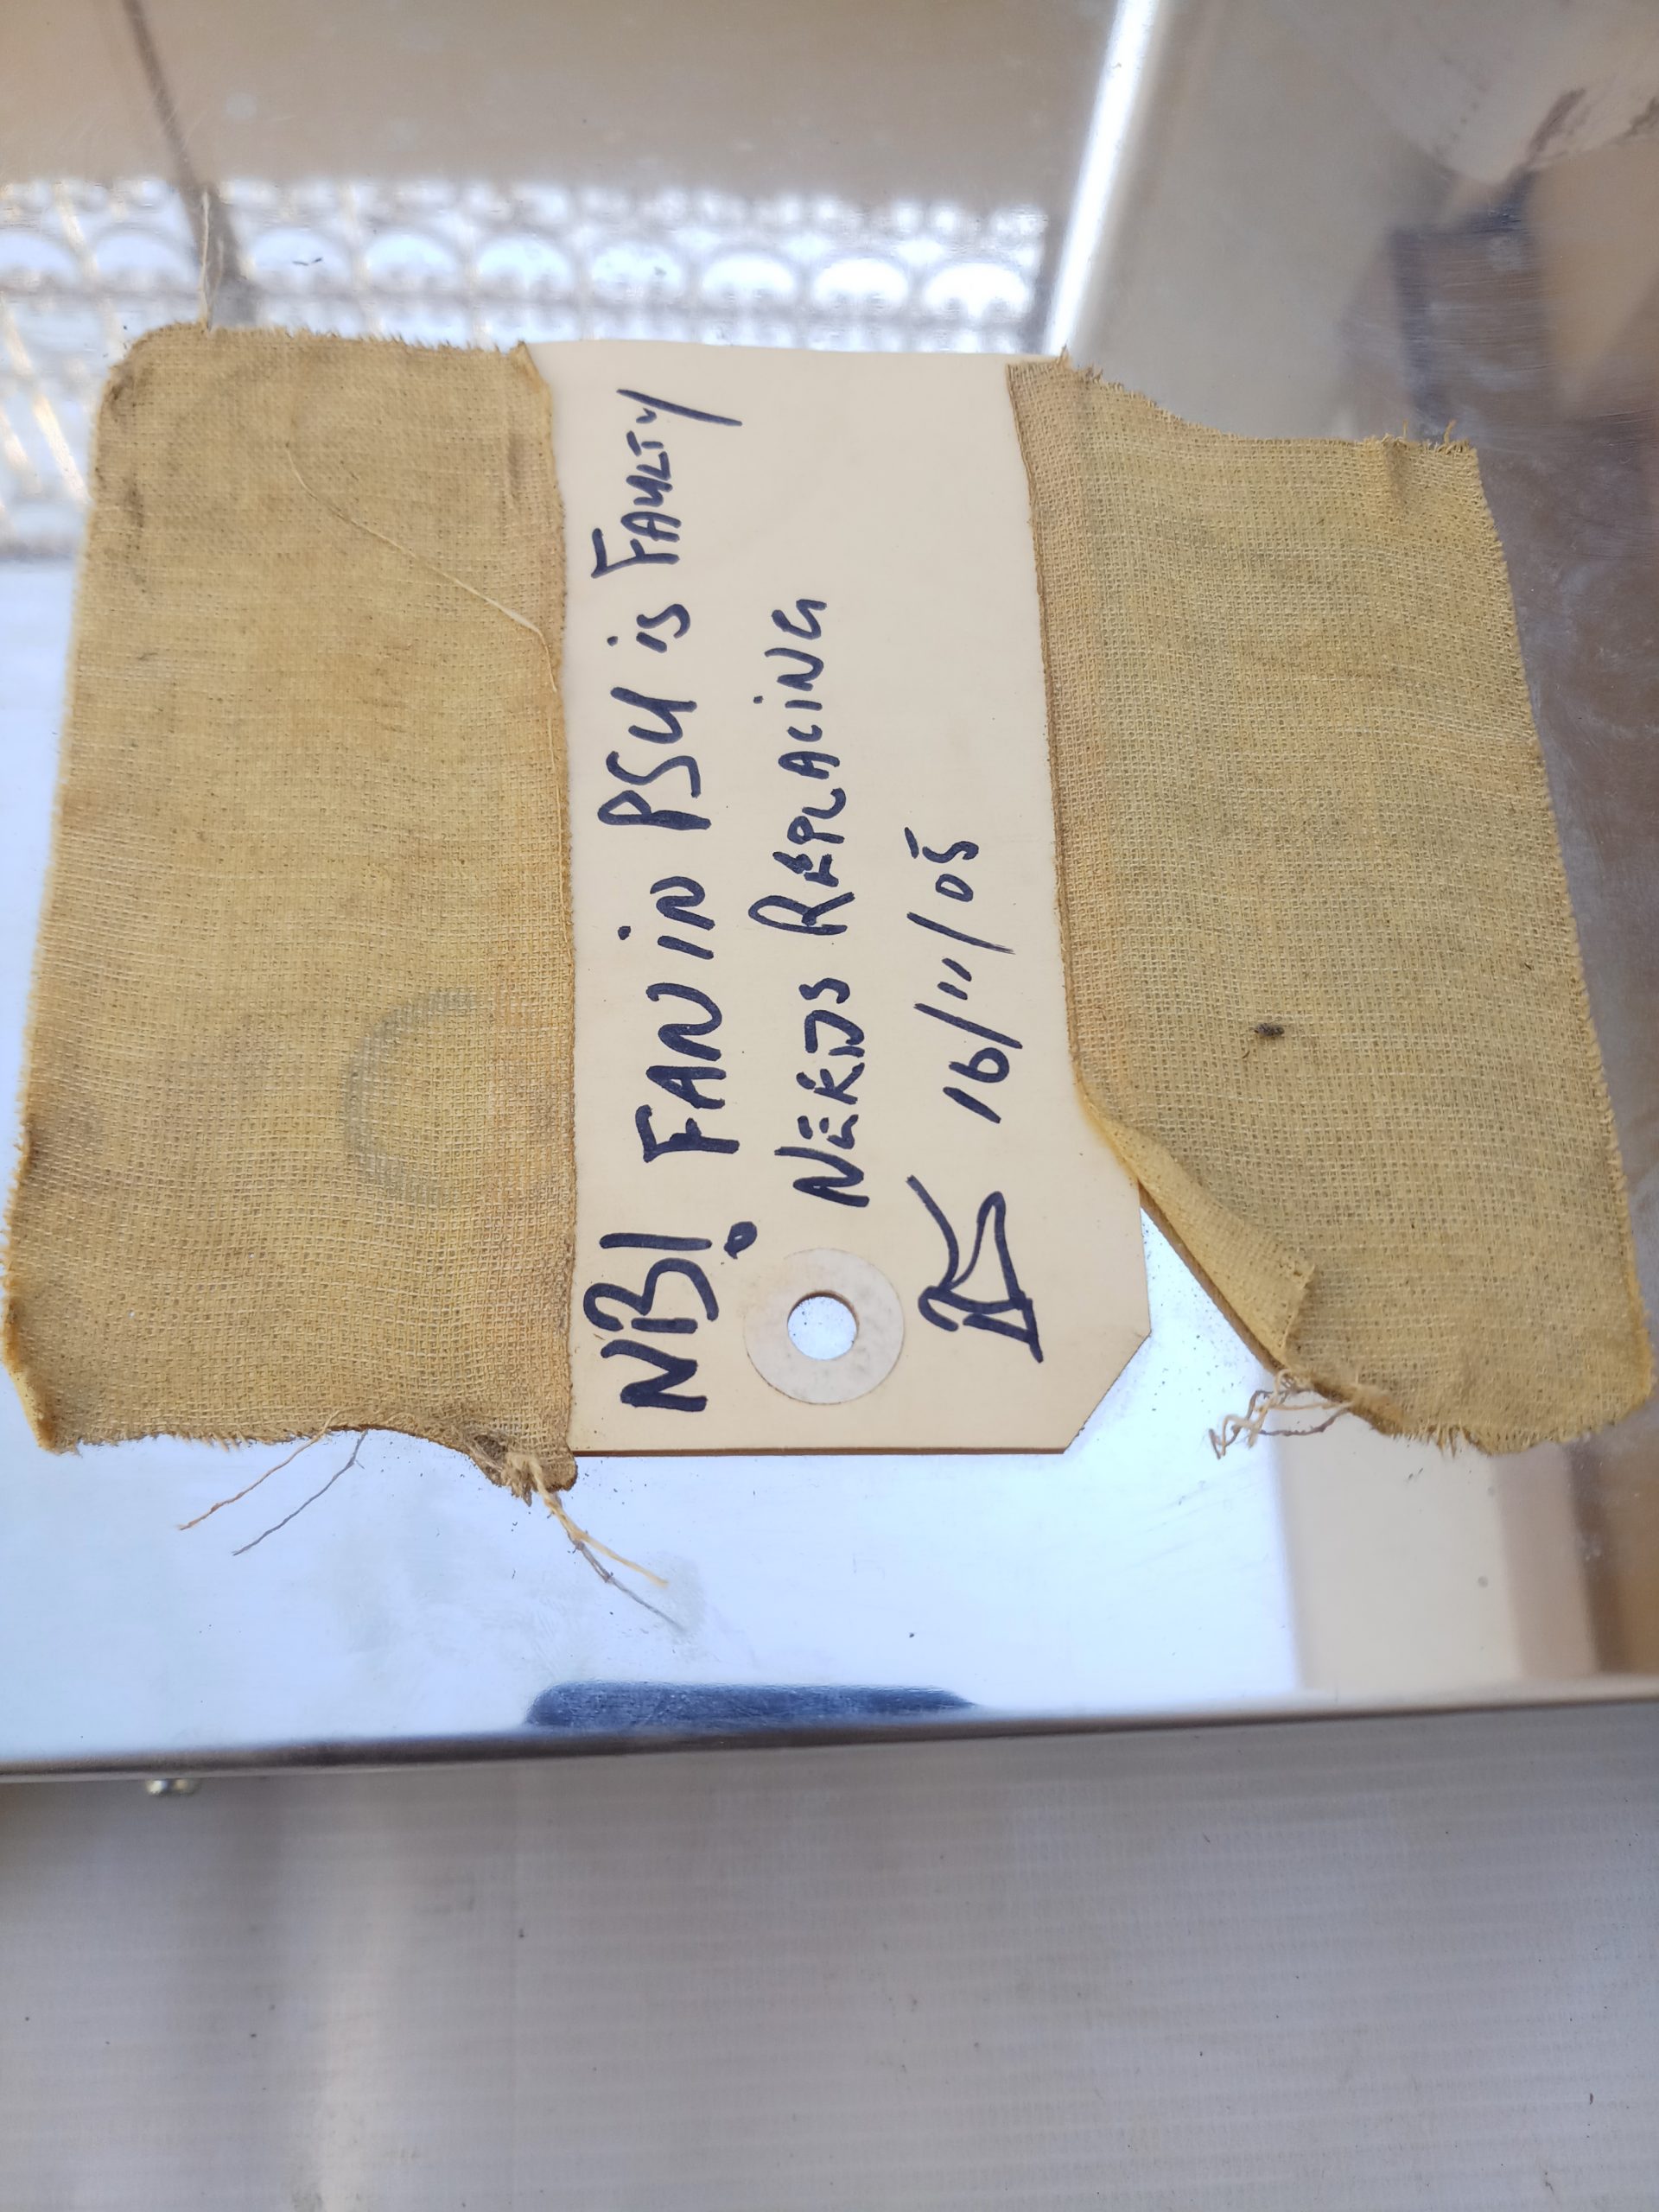 NB! FAN in PSU is FAULTY
NEEDS REPLACING
16/11/05